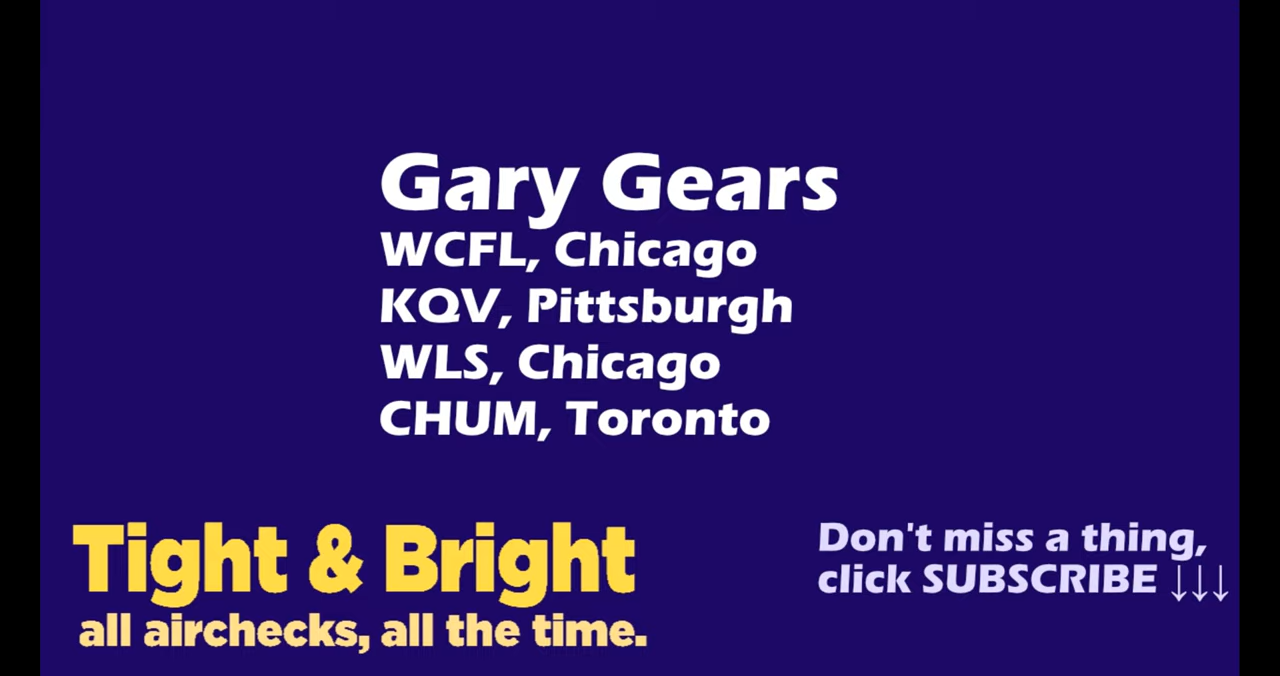 Gary Gears
WCFL, Chicago
KQV, Pittsburgh
WLS, Chicago
CHUM, Toronto
Tight & Bright
all airchecks, all the time.
Don't miss a thing,
click SUBSCRIBE ↓↓↓